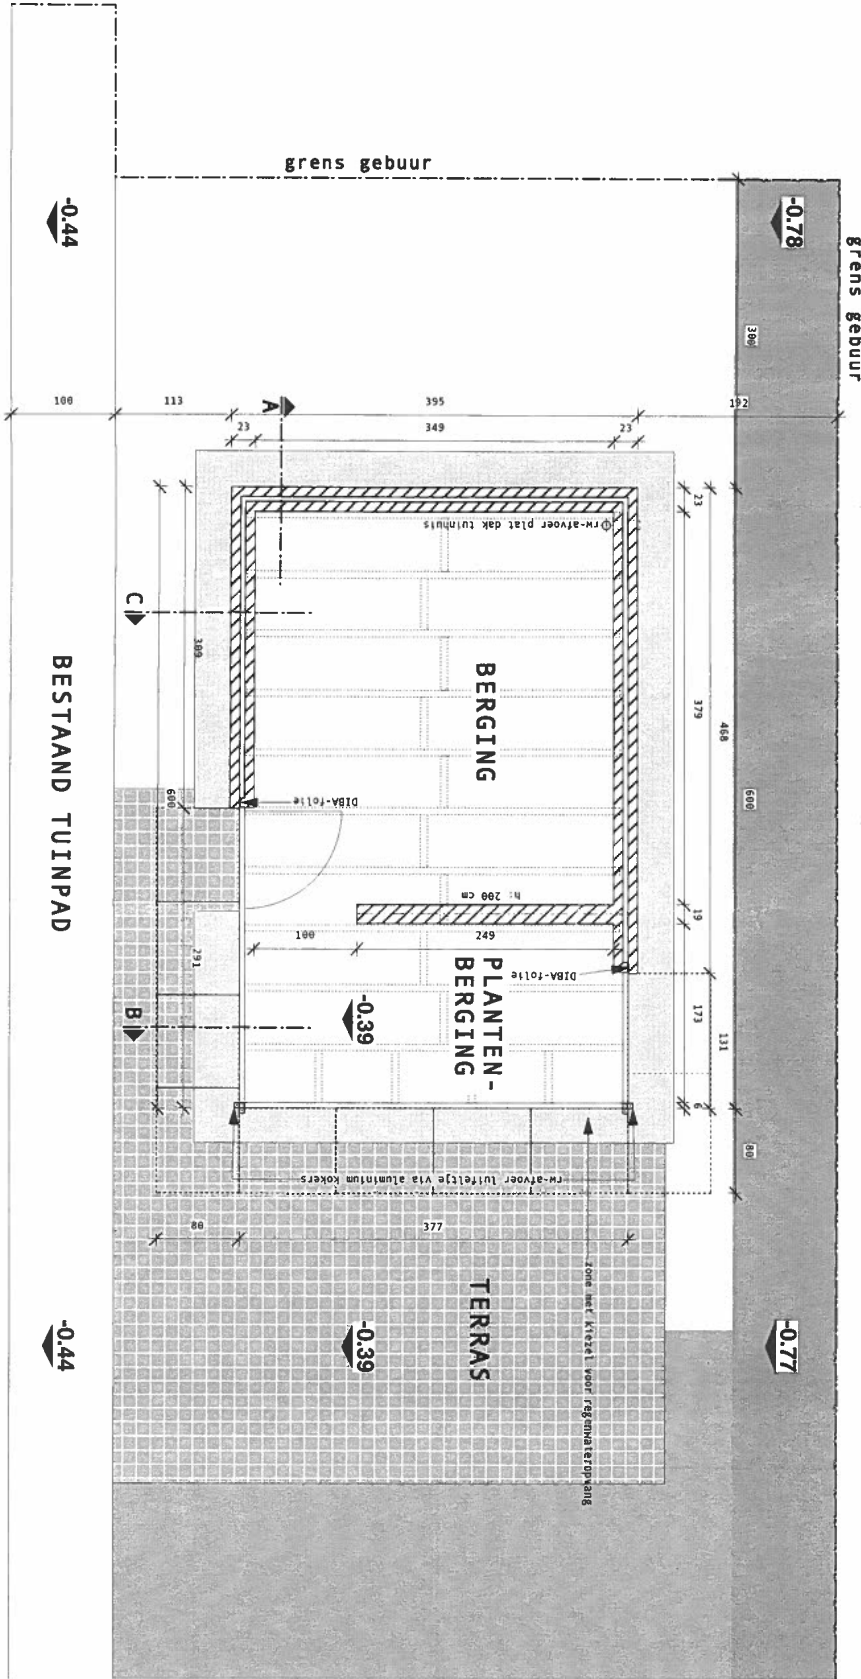 grens gebuur
grens gebuur
-0.44
-0.78
300
100
113
395
192
A
23
349
23
23
rw-afvoer plat dak tuinhuis
C
309
BERGING
379
468
BESTAAND TUINPAD
600
600
DIBA-folie
h: 200 cm
19
100
249
291
PLANTEN-
BERGING
DIBA-folie
-0.39
173
131
B
6
80
rw-afvoer luifeltje via aluminium kokers
80
377
zone met kiezel voor regenwateropvang
TERRAS
-0.44
-0.39
-0.77